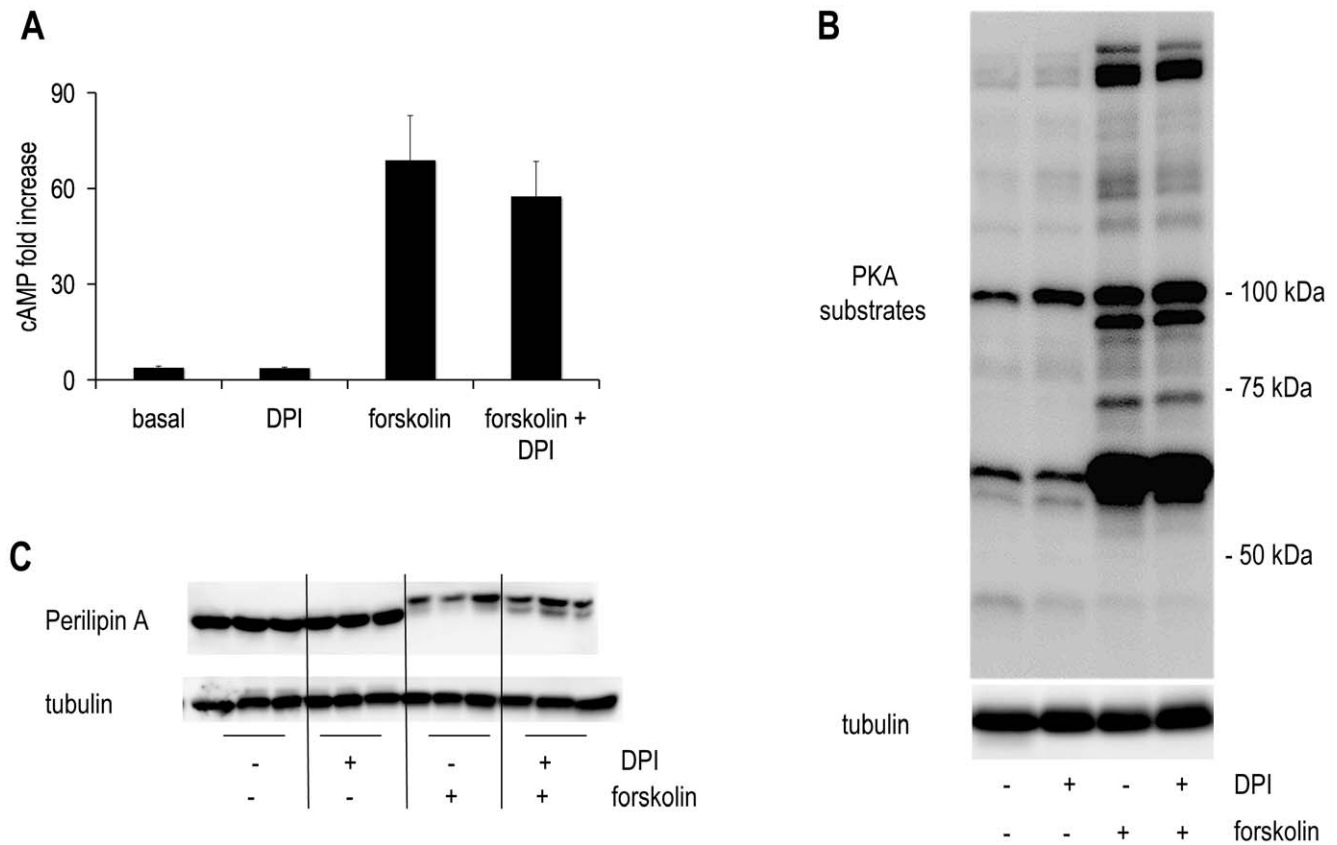 A
cAMP fold increase
90
60
30
0
basal
DPI
forskolin
forskolin +
DPI
B
PKA
substrates
- 100 kDa
- 75 kDa
- 50 kDa
tubulin
- + - + DPI
- - + + forskolin
C
Perilipin A
tubulin
- + - + DPI
- - + + forskolin